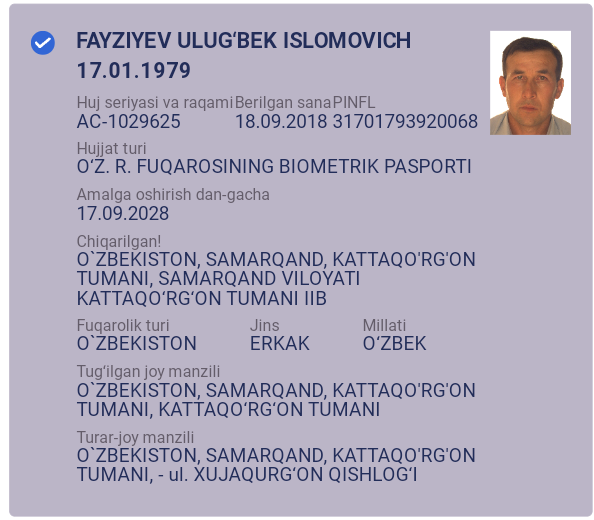 FAYZIYEV ULUG‘BEK ISLOMOVICH
17.01.1979
Huj seriyasi va raqami Berilgan sana PINFL
AC-1029625 18.09.2018 31701793920068
Hujjat turi
O‘Z. R. FUQAROSINING BIOMETRIK PASPORTI
Amalga oshirish dan-gacha
17.09.2028
Chiqarilgan!
O`ZBEKISTON, SAMARQAND, KATTAQO'RG'ON
TUMANI, SAMARQAND VILOYATI
KATTAQO‘RG‘ON TUMANI IIB
Fuqarolik turi Jins Millati
O`ZBEKISTON ERKAK O‘ZBEK
Tug‘ilgan joy manzili
O`ZBEKISTON, SAMARQAND, KATTAQO'RG'ON
TUMANI, KATTAQO‘RG‘ON TUMANI
Turar-joy manzili
O`ZBEKISTON, SAMARQAND, KATTAQO'RG'ON
TUMANI, - ul. XUJAQURG‘ON QISHLOG‘I